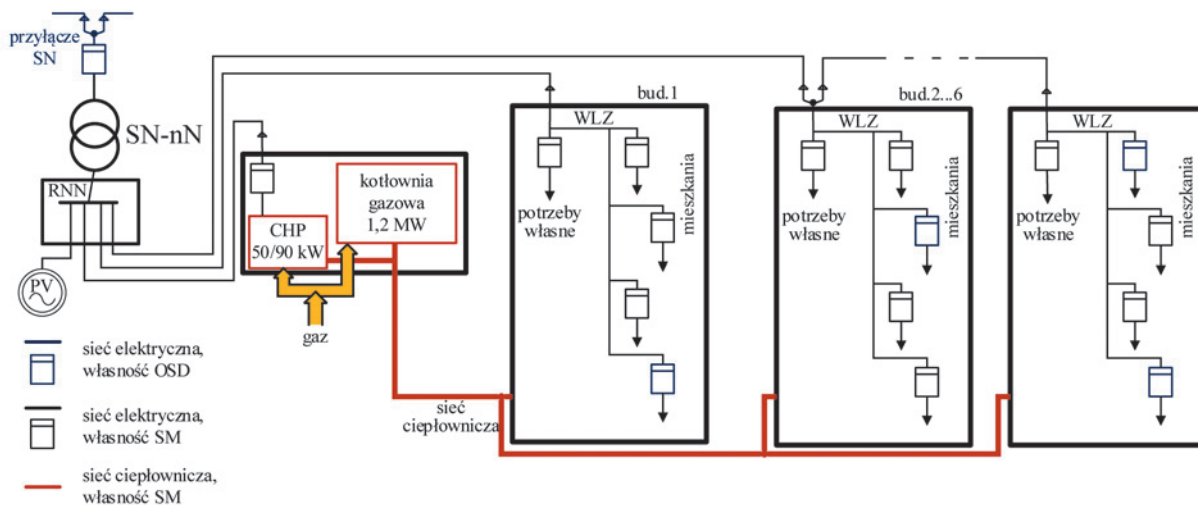 przyłącze
SN
SN-nN
RNN
PV
CHP
50/90 kW
kotłownia
gazowa
1,2 MW
gaz
bud.1
WLZ
potrzeby
własne
mieszkania
bud.2...6
WLZ
potrzeby
własne
mieszkania
WLZ
potrzeby
własne
mieszkania
sieć
ciepłownicza
sieć elektryczna,
własność OSD
sieć elektryczna,
własność SM
sieć ciepłownicza,
własność SM